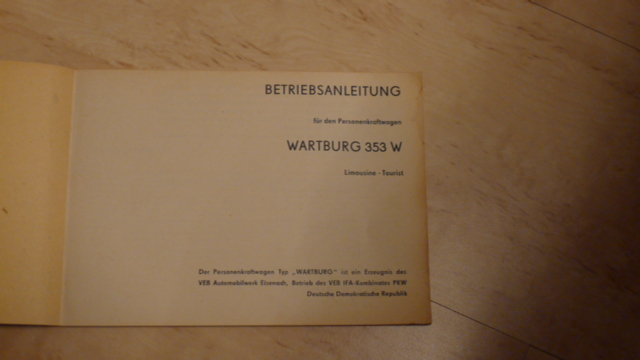 BETRIEBSANLEITUNG
für den Personenkraftwagen
WARTBURG 353 W
Limousine - Tourist
Der Personenkraftwagen Typ „WARTBURG" ist ein Erzeugnis des
VEB Automobilwerk Eisenach, Betrieb des VEB IFA-Kombinates PKW
Deutsche Demokratische Republik